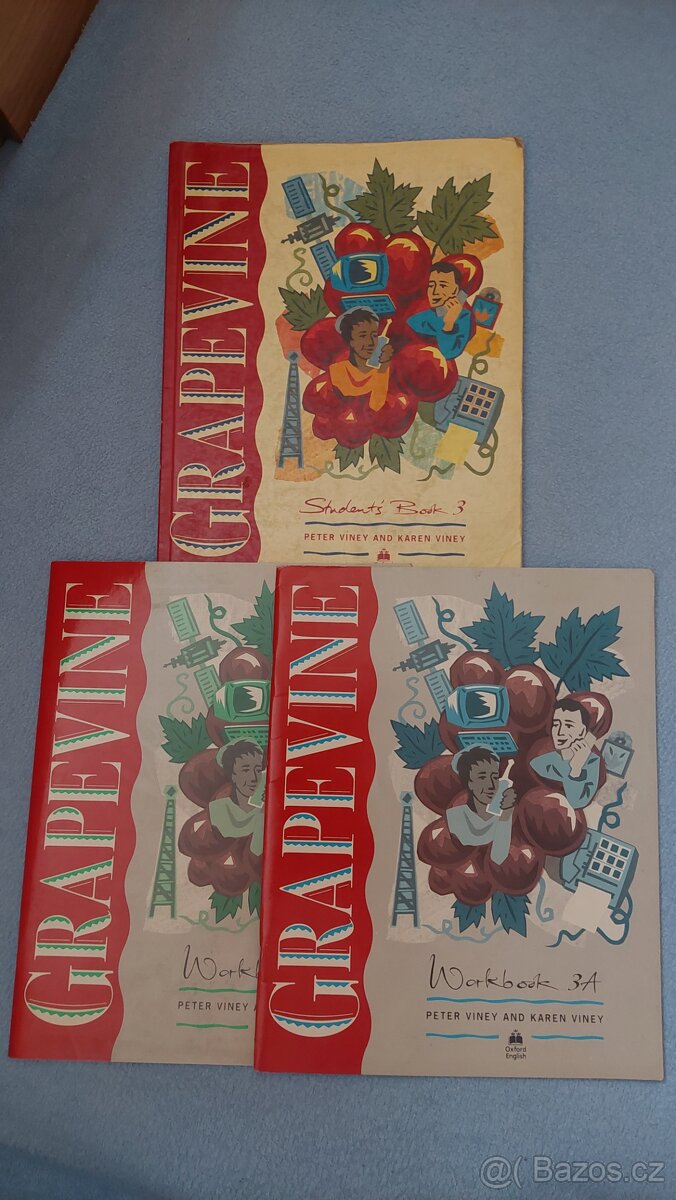 GRAPEVINE
Student's Book 3
PETER VINEY AND KAREN VINEY
GRAPEVINE
PETER VINEY
GRAPEVINE
Workbook 3A
PETER VINEY AND KAREN VINEY
Oxford
English
@( Bazos.cz